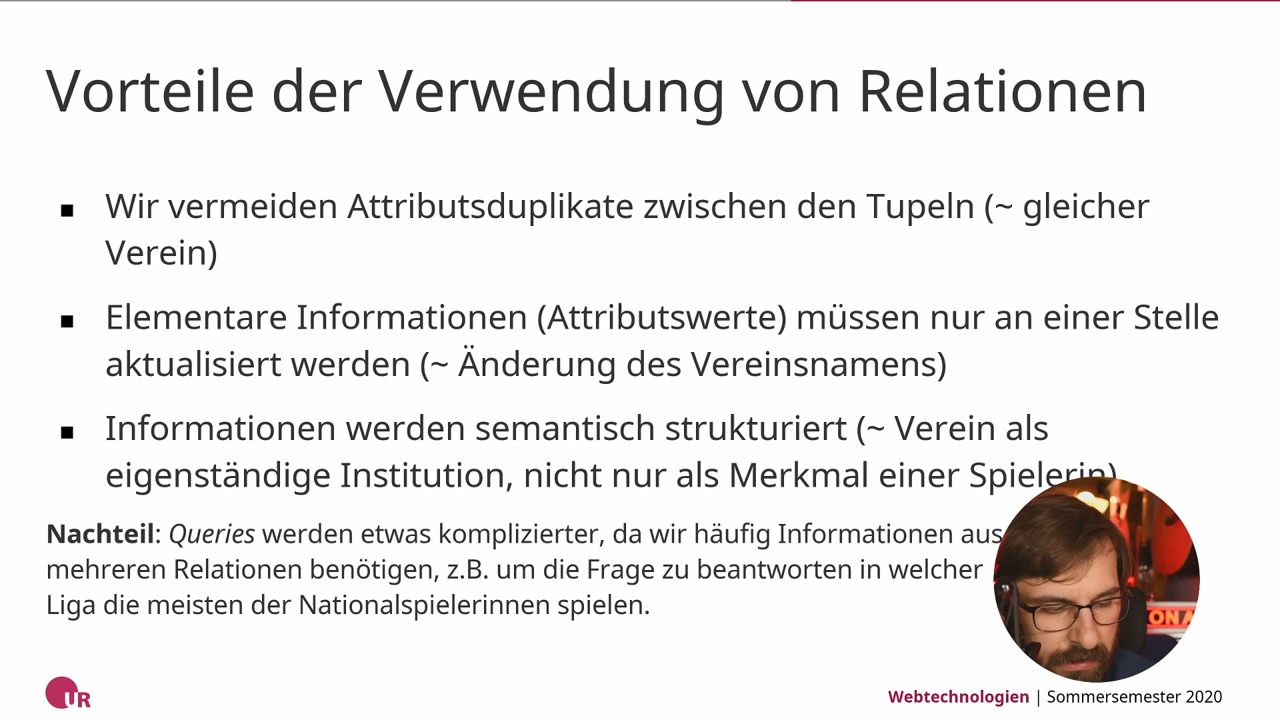 Vorteile der Verwendung von Relationen
▪ Wir vermeiden Attributsduplikate zwischen den Tupeln (~ gleicher
Verein)
▪ Elementare Informationen (Attributswerte) müssen nur an einer Stelle
aktualisiert werden (~ Änderung des Vereinsnamens)
▪ Informationen werden semantisch strukturiert (~ Verein als
eigenständige Institution, nicht nur als Merkmal einer Spielerin)
Nachteil: Queries werden etwas komplizierter, da wir häufig Informationen aus
mehreren Relationen benötigen, z.B. um die Frage zu beantworten in welcher
Liga die meisten der Nationalspielerinnen spielen.
ON A
UR
Webtechnologien | Sommersemester 2020